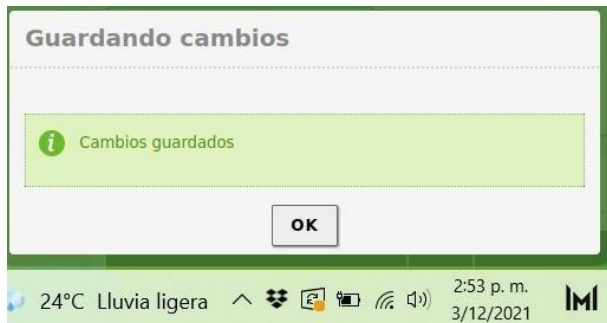 Guardando cambios
Cambios guardados
OK
24°C Lluvia ligera
2:53 p. m.
3/12/2021